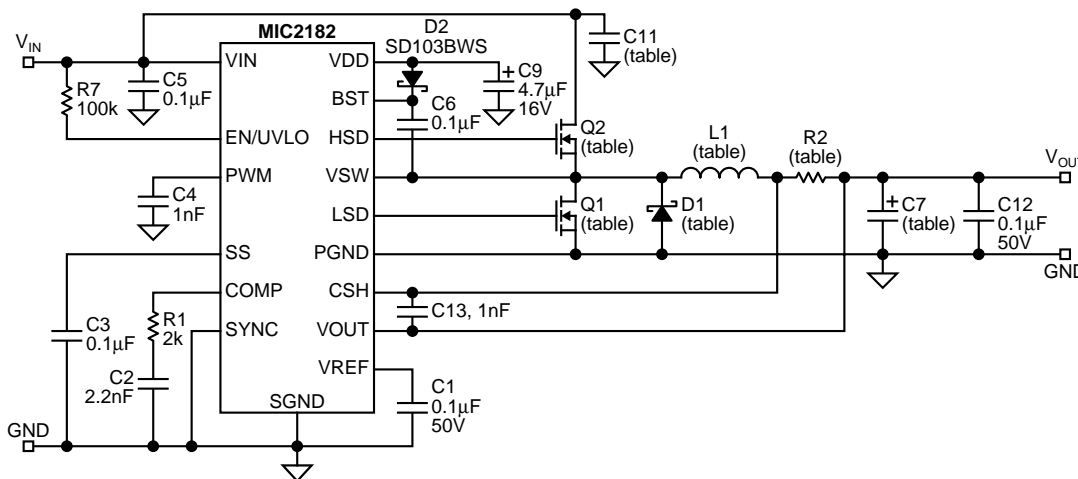 MIC2182
D2
SD103BWS
VIN
VIN
C5
0.1µF
R7
100k
EN/UVLO
PWM
C4
1nF
SS
COMP
SYNC
C3
0.1µF
R1
2k
C2
2.2nF
GND
SGND
VDD
BST
HSD
VSW
LSD
PGND
CSH
VOUT
VREF
C6
0.1µF
+ C9
4.7µF
16V
C11
(table)
Q2
(table)
Q1
(table)
L1
(table)
D1
(table)
R2
(table)
VOUT
+ C7
(table)
C12
0.1µF
50V
GND
C13, 1nF
C1
0.1µF
50V